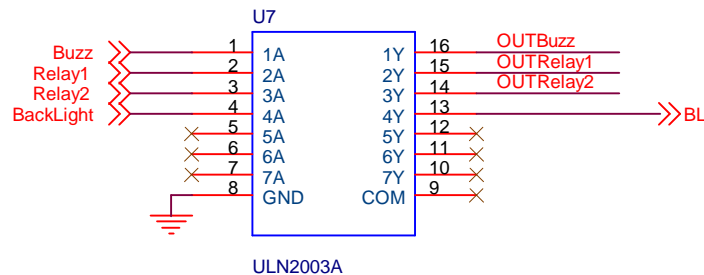 U7
Buzz 1 1A 1Y 16 OUTBuzz
Relay1 2 2A 2Y 15 OUTRelay1
Relay2 3 3A 3Y 14 OUTRelay2
BackLight 4 4A 4Y 13 BL
5 5A 5Y 12
6 6A 6Y 11
7 7A 7Y 10
8 GND COM 9
ULN2003A